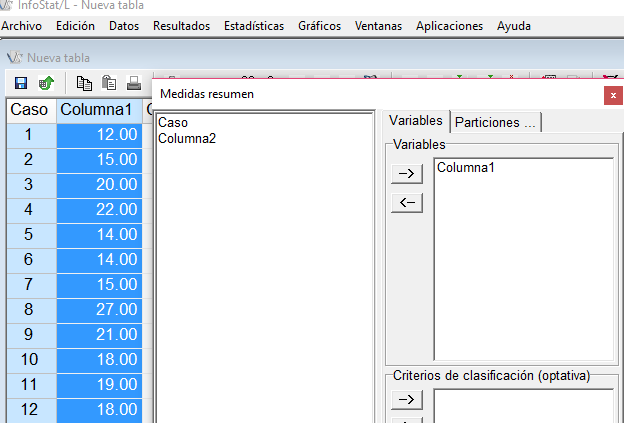 InfoStat/L - Nueva tabla
Archivo Edición Datos Resultados Estadísticas Gráficos Ventanas Aplicaciones Ayuda
Nueva tabla
Medidas resumen
x
Caso Columna1
1 12.00
2 15.00
3 20.00
4 22.00
5 14.00
6 14.00
7 15.00
8 27.00
9 21.00
10 18.00
11 19.00
12 18.00
Caso
Columna2
Variables Particiones ...
Variables
-->
<--
Columna1
Criterios de clasificación (optativa)
-->